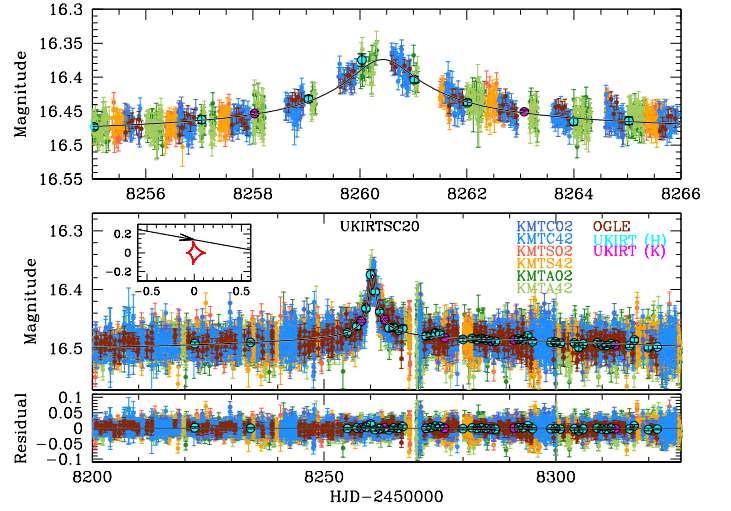 16.3
16.35
16.4
16.45
16.5
16.55
Magnitude
8256 8258 8260 8262 8264 8266
UKIRTSC20
KMTC02 OGLE
KMTC42 UKIRT (H)
KMTS02 UKIRT (K)
KMTS42
KMTA02
KMTA42
0.2
0
−0.2
−0.5 0 0.5
16.3
16.4
16.5
Magnitude
0.1
0.05
0
−0.05
−0.1
Residual
8200 8250 8300
HJD−2450000